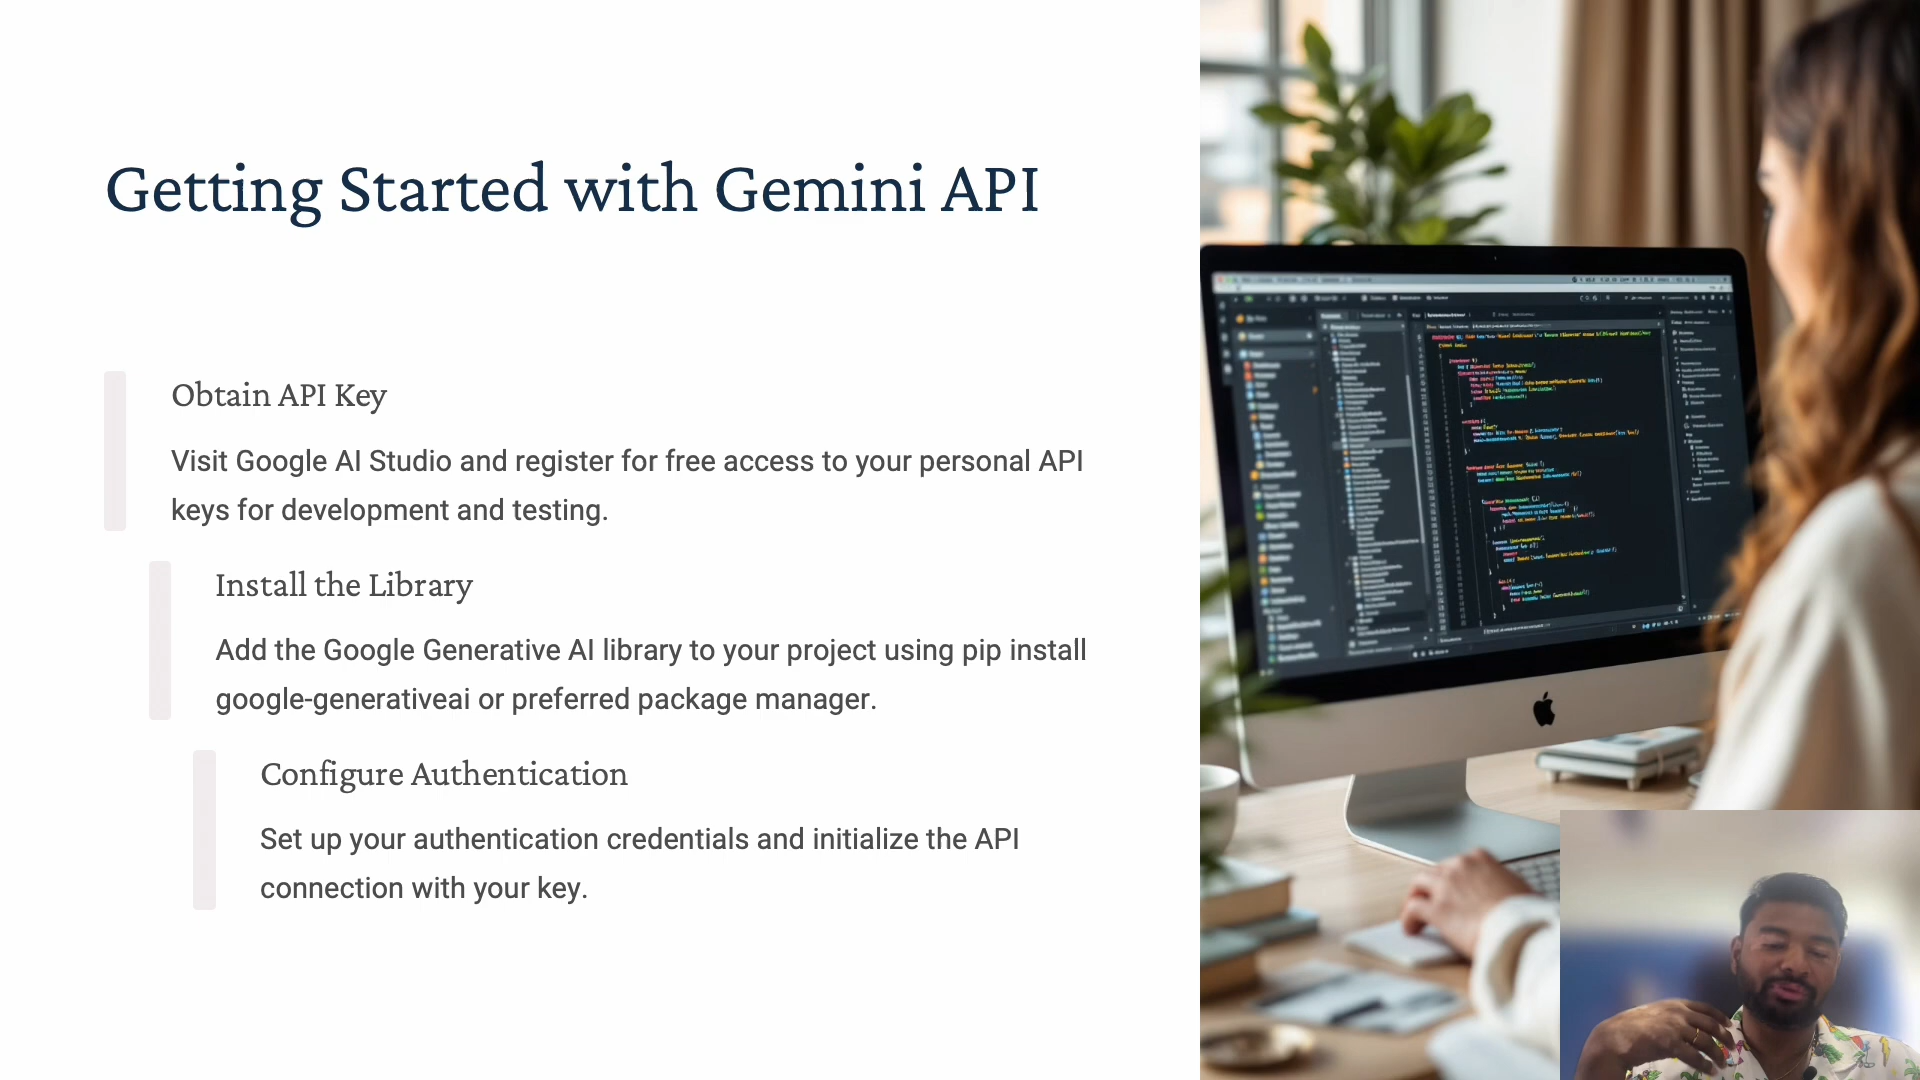 Getting Started with Gemini API
Obtain API Key
Visit Google AI Studio and register for free access to your personal API
keys for development and testing.
Install the Library
Add the Google Generative AI library to your project using pip install
google-generativeai or preferred package manager.
Configure Authentication
Set up your authentication credentials and initialize the API
connection with your key.